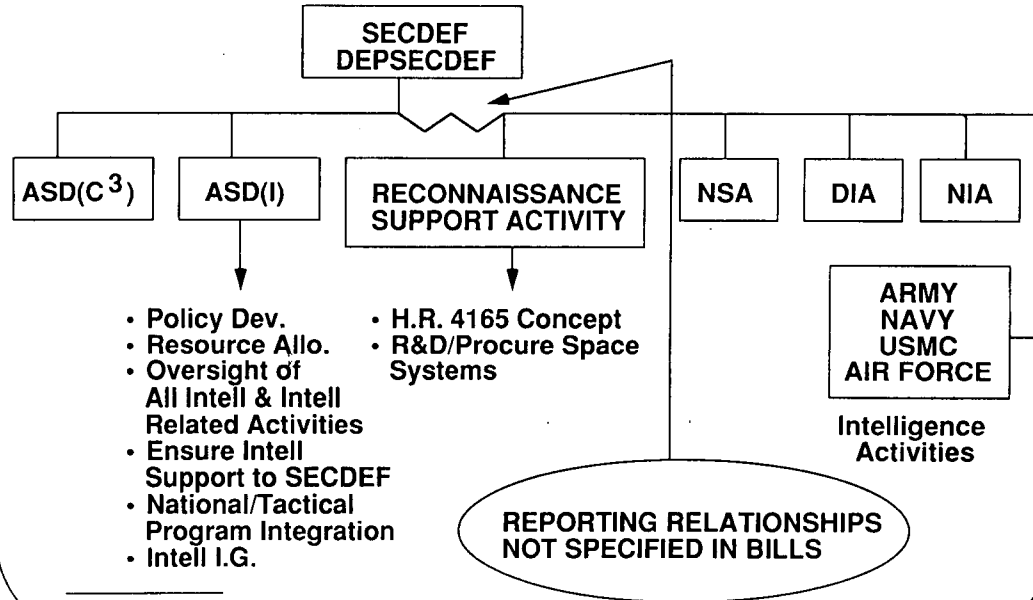 SECDEF
DEPSECDEF
ASD(C³)
ASD(I)
RECONNAISSANCE
SUPPORT ACTIVITY
NSA
DIA
NIA
• Policy Dev.
• Resource Allo.
• Oversight of
All Intell & Intell
Related Activities
• Ensure Intell
Support to SECDEF
• National/Tactical
Program Integration
• Intell I.G.
• H.R. 4165 Concept
• R&D/Procure Space
Systems
ARMY
NAVY
USMC
AIR FORCE
Intelligence
Activities
REPORTING RELATIONSHIPS
NOT SPECIFIED IN BILLS